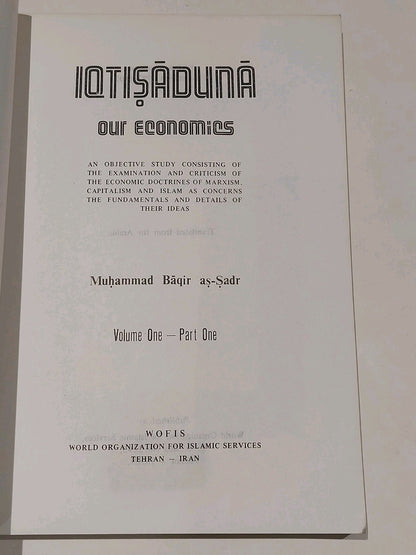 IQTIṢĀDUNĀ
our economics
AN OBJECTIVE STUDY CONSISTING OF
THE EXAMINATION AND CRITICISM OF
THE ECONOMIC DOCTRINES OF MARXISM,
CAPITALISM AND ISLAM AS CONCERNS
THE FUNDAMENTALS AND DETAILS OF
THEIR IDEAS
Muḥammad Bāqir aṣ-Ṣadr
Volume One — Part One
WOFIS
WORLD ORGANIZATION FOR ISLAMIC SERVICES
TEHRAN — IRAN